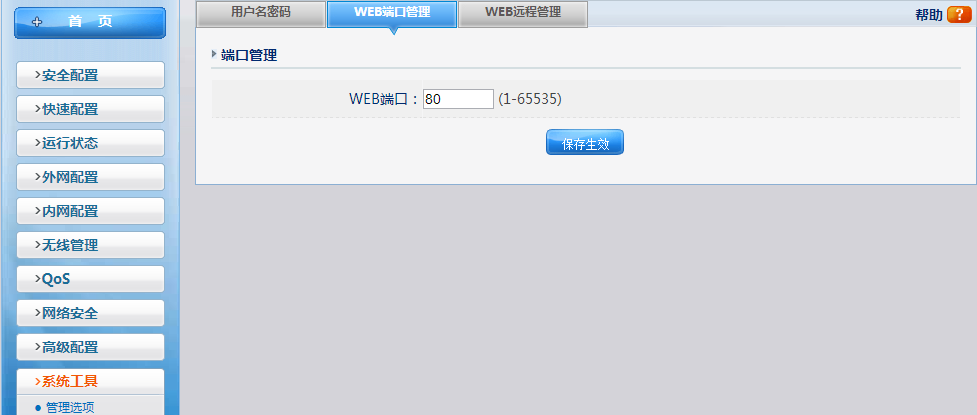 首 页
安全配置
快速配置
运行状态
外网配置
内网配置
无线管理
QoS
网络安全
高级配置
系统工具
管理选项
用户名密码
WEB端口管理
WEB远程管理
帮助 ?
端口管理
WEB端口：80 (1-65535)
保存生效